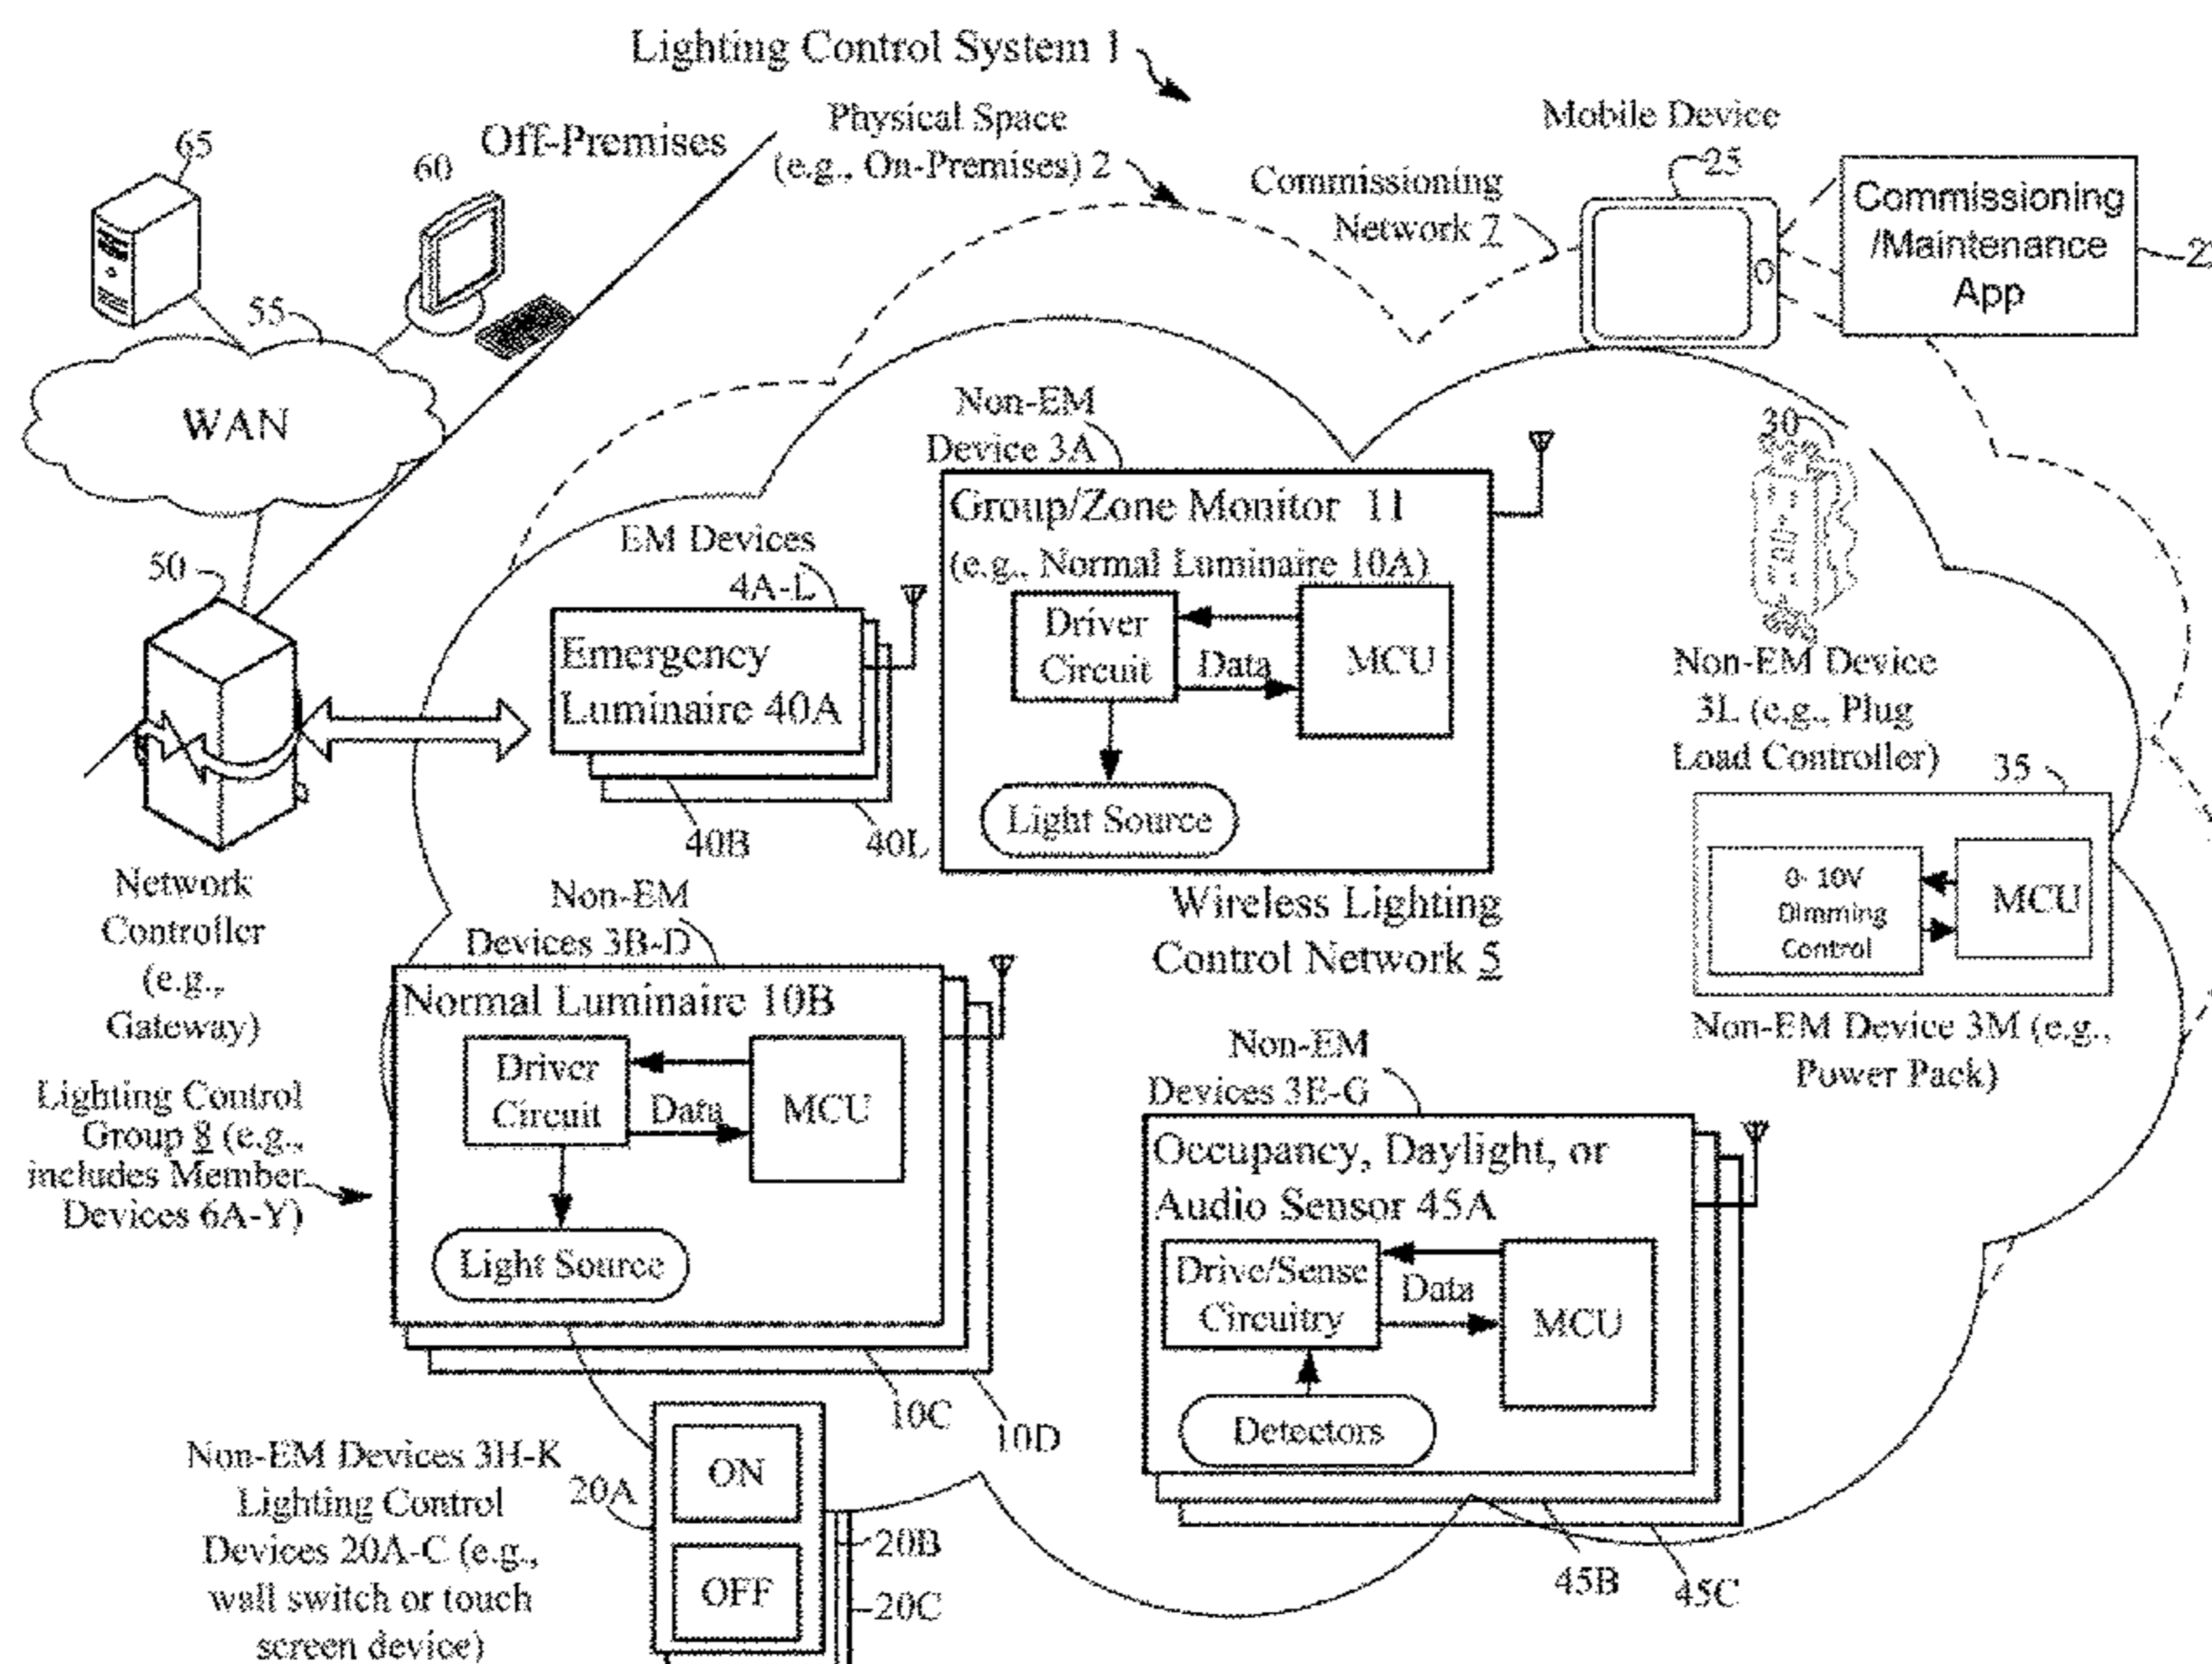 Lighting Control System 1
Off-Premises
65
60
Physical Space
(e.g., On-Premises) 2
Commissioning
Network 7
Mobile Device
25
Commissioning
/Maintenance
App
55
WAN
50
Network
Controller
(e.g.,
Gateway)
EM Devices
4A-L
Emergency
Luminaire 40A
40B
40L
Non-EM
Device 3A
Group/Zone Monitor 11
(e.g., Normal Luminaire 10A)
Driver
Circuit
Data
MCU
Light Source
Wireless Lighting
Control Network 5
30
Non-EM Device
3L (e.g., Plug
Load Controller)
35
0- 10V
Dimming
Control
MCU
Non-EM Device 3M (e.g.,
Power Pack)
Non-EM
Devices 3B-D
Normal Luminaire 10B
Driver
Circuit
Data
MCU
Light Source
10C
10D
Lighting Control
Group 8 (e.g.,
includes Member
Devices 6A-Y)
Non-EM
Devices 3E-G
Occupancy, Daylight, or
Audio Sensor 45A
Drive/Sense
Circuitry
Data
MCU
Detectors
45B
45C
Non-EM Devices 3H-K
Lighting Control
Devices 20A-C (e.g.,
wall switch or touch
screen device)
20A
ON
OFF
20B
20C